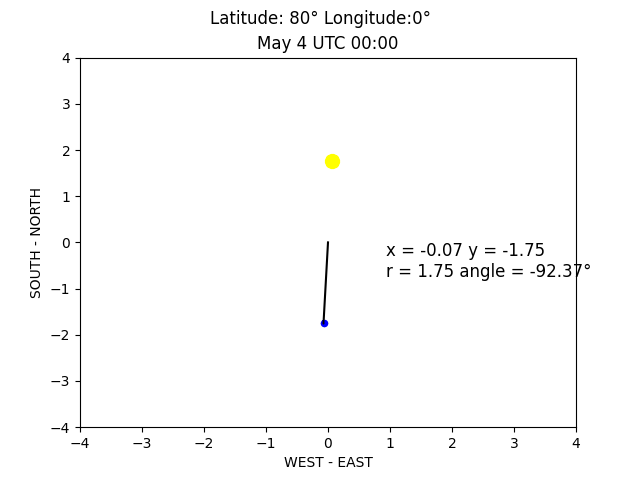 Latitude: 80° Longitude:0°
May 4 UTC 00:00
4
3
2
1
0
−1
−2
−3
−4
SOUTH - NORTH
x = -0.07 y = -1.75
r = 1.75 angle = -92.37°
−4 −3 −2 −1 0 1 2 3 4
WEST - EAST